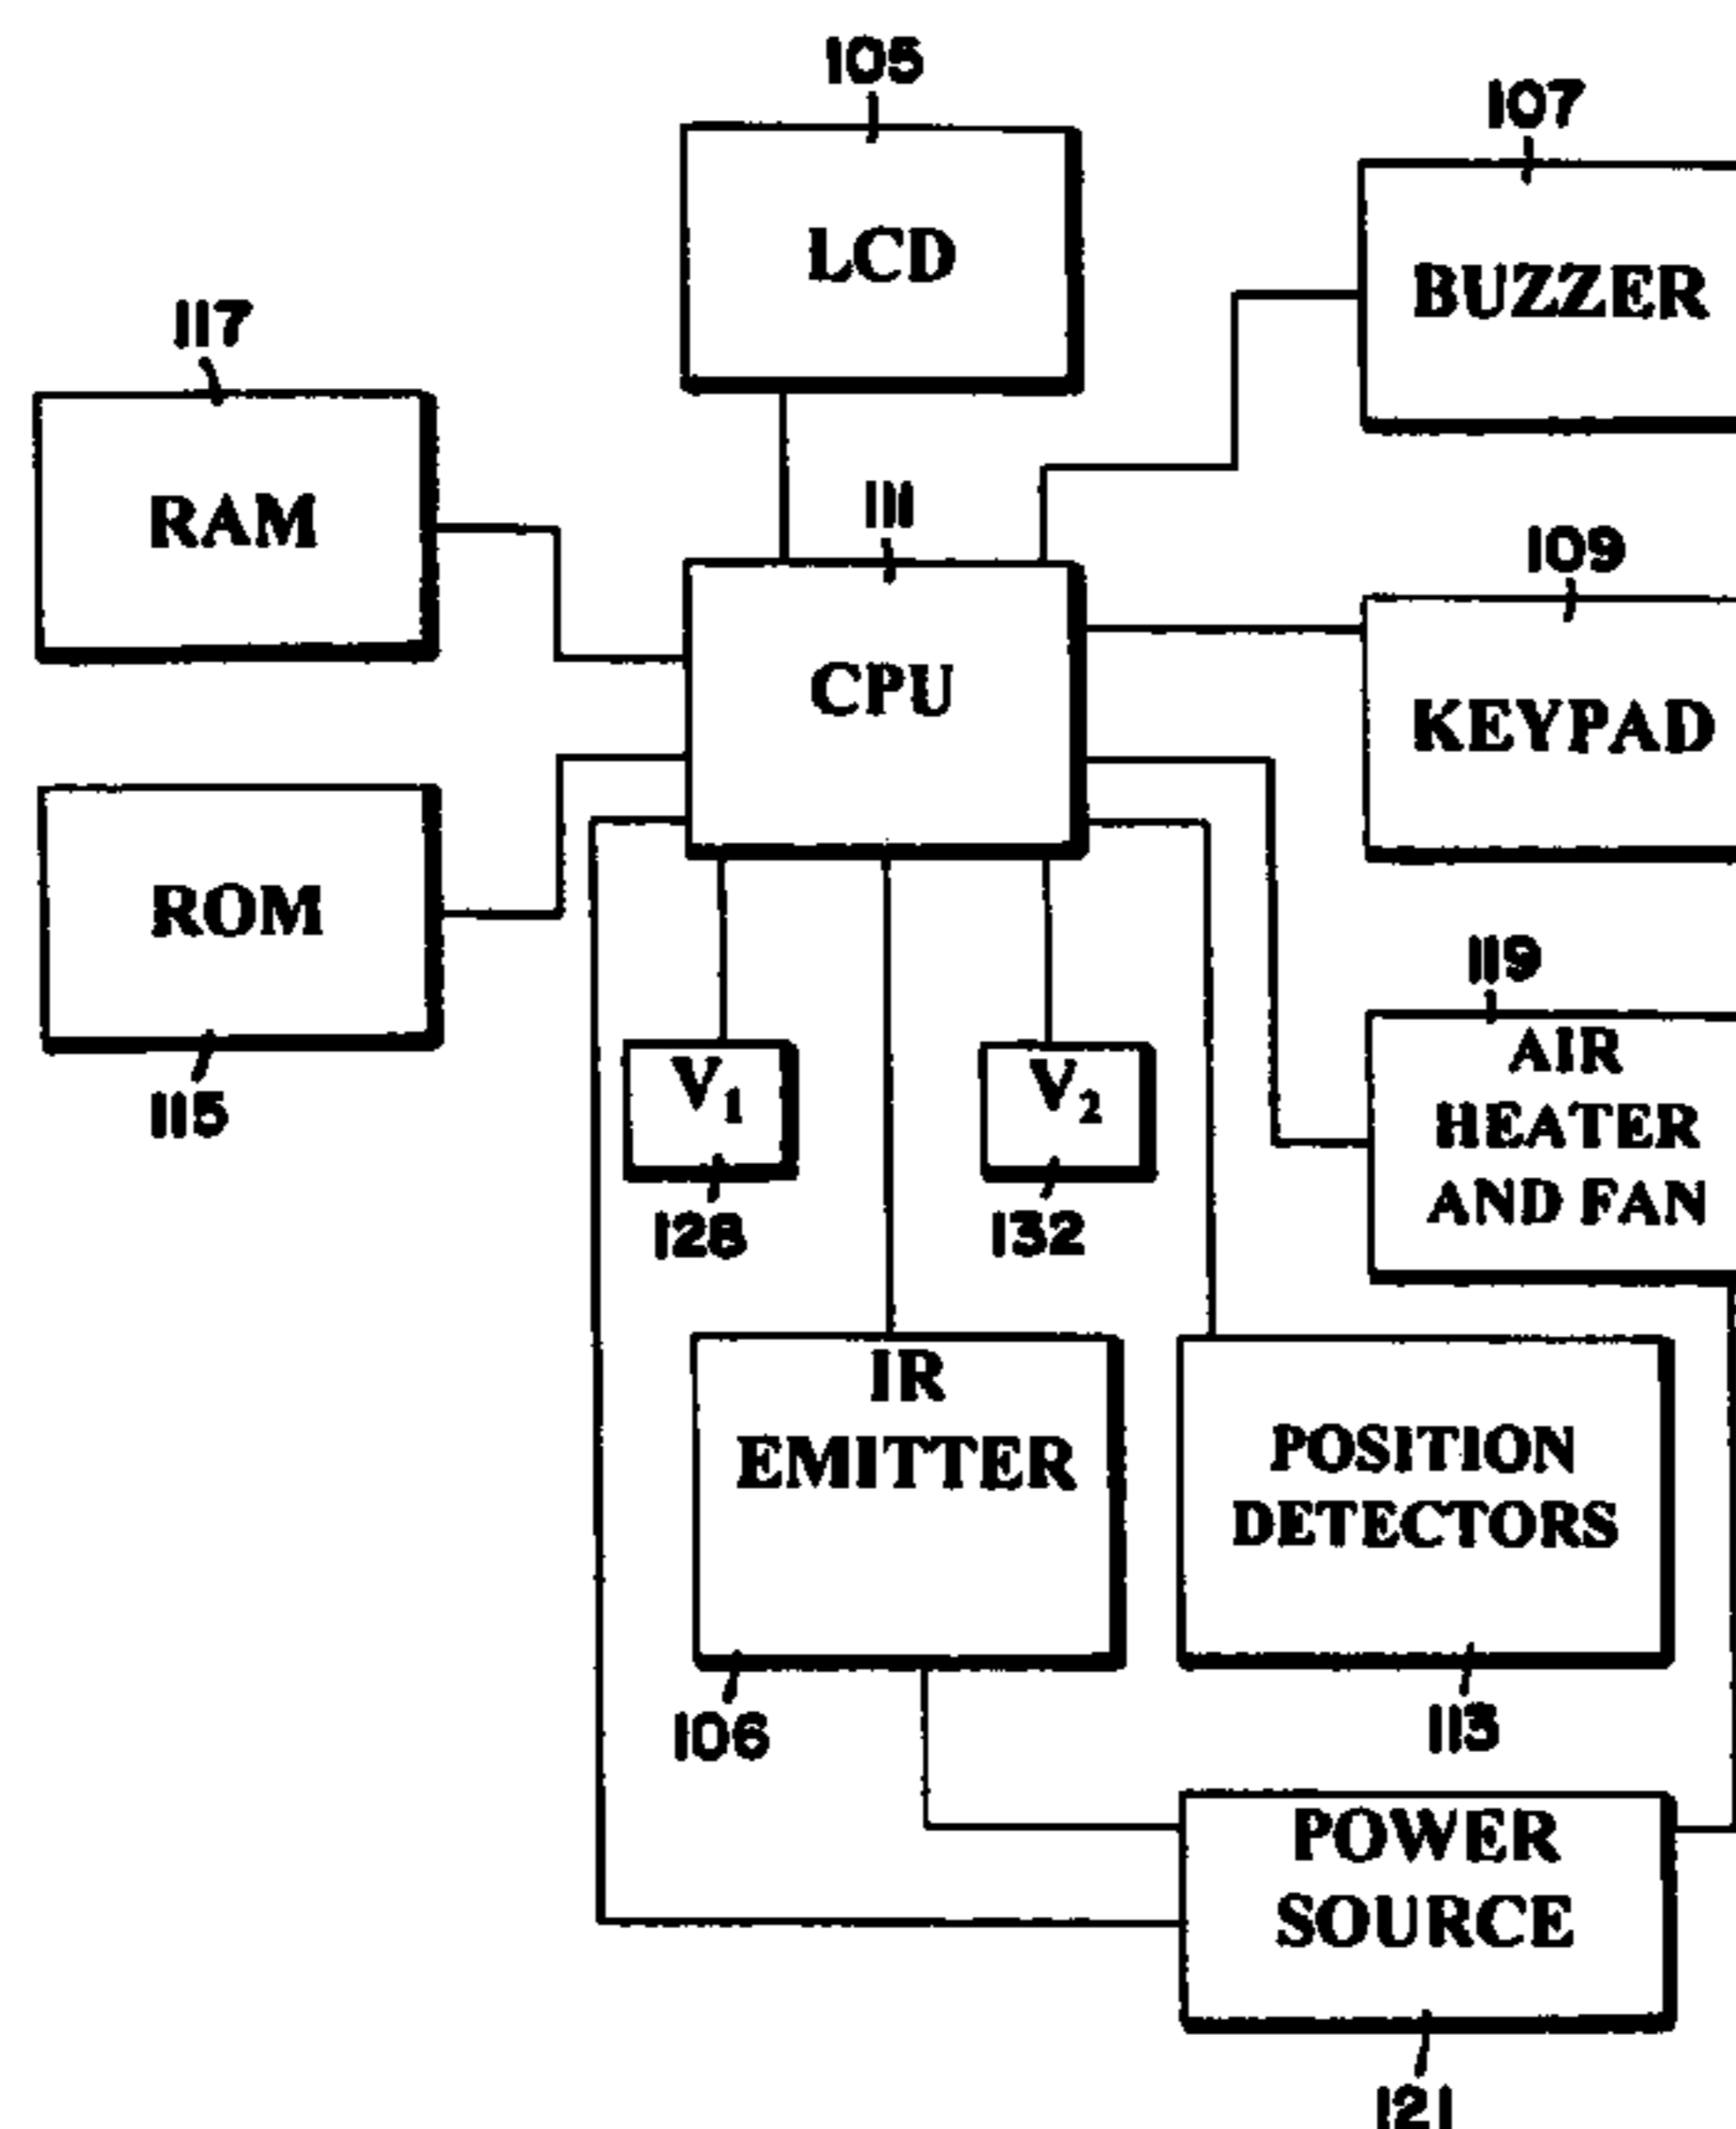 105
LCD
107
BUZZER
117
RAM
111
CPU
109
KEYPAD
ROM
115
V1
128
V2
132
119
AIR
HEATER
AND FAN
IR
EMITTER
106
POSITION
DETECTORS
113
POWER
SOURCE
121